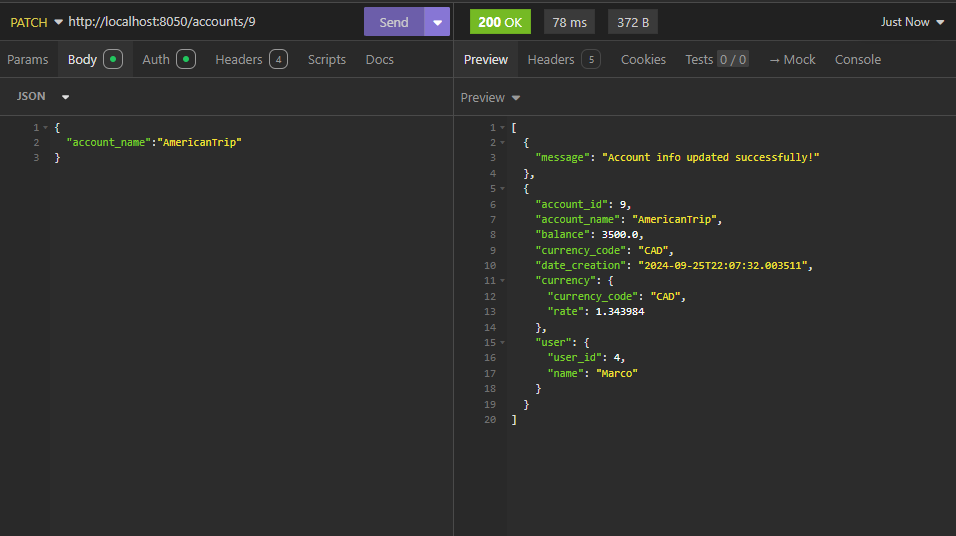 PATCH http://localhost:8050/accounts/9 Send 200 OK 78 ms 372 B Just Now
Params Body Auth Headers 4 Scripts Docs Preview Headers 5 Cookies Tests 0 / 0 → Mock Console
JSON
Preview
1 {
2 "account_name":"AmericanTrip"
3 }
1 [
2 {
3 "message": "Account info updated successfully!"
4 },
5 {
6 "account_id": 9,
7 "account_name": "AmericanTrip",
8 "balance": 3500.0,
9 "currency_code": "CAD",
10 "date_creation": "2024-09-25T22:07:32.003511",
11 "currency": {
12 "currency_code": "CAD",
13 "rate": 1.343984
14 },
15 "user": {
16 "user_id": 4,
17 "name": "Marco"
18 }
19 }
20 ]